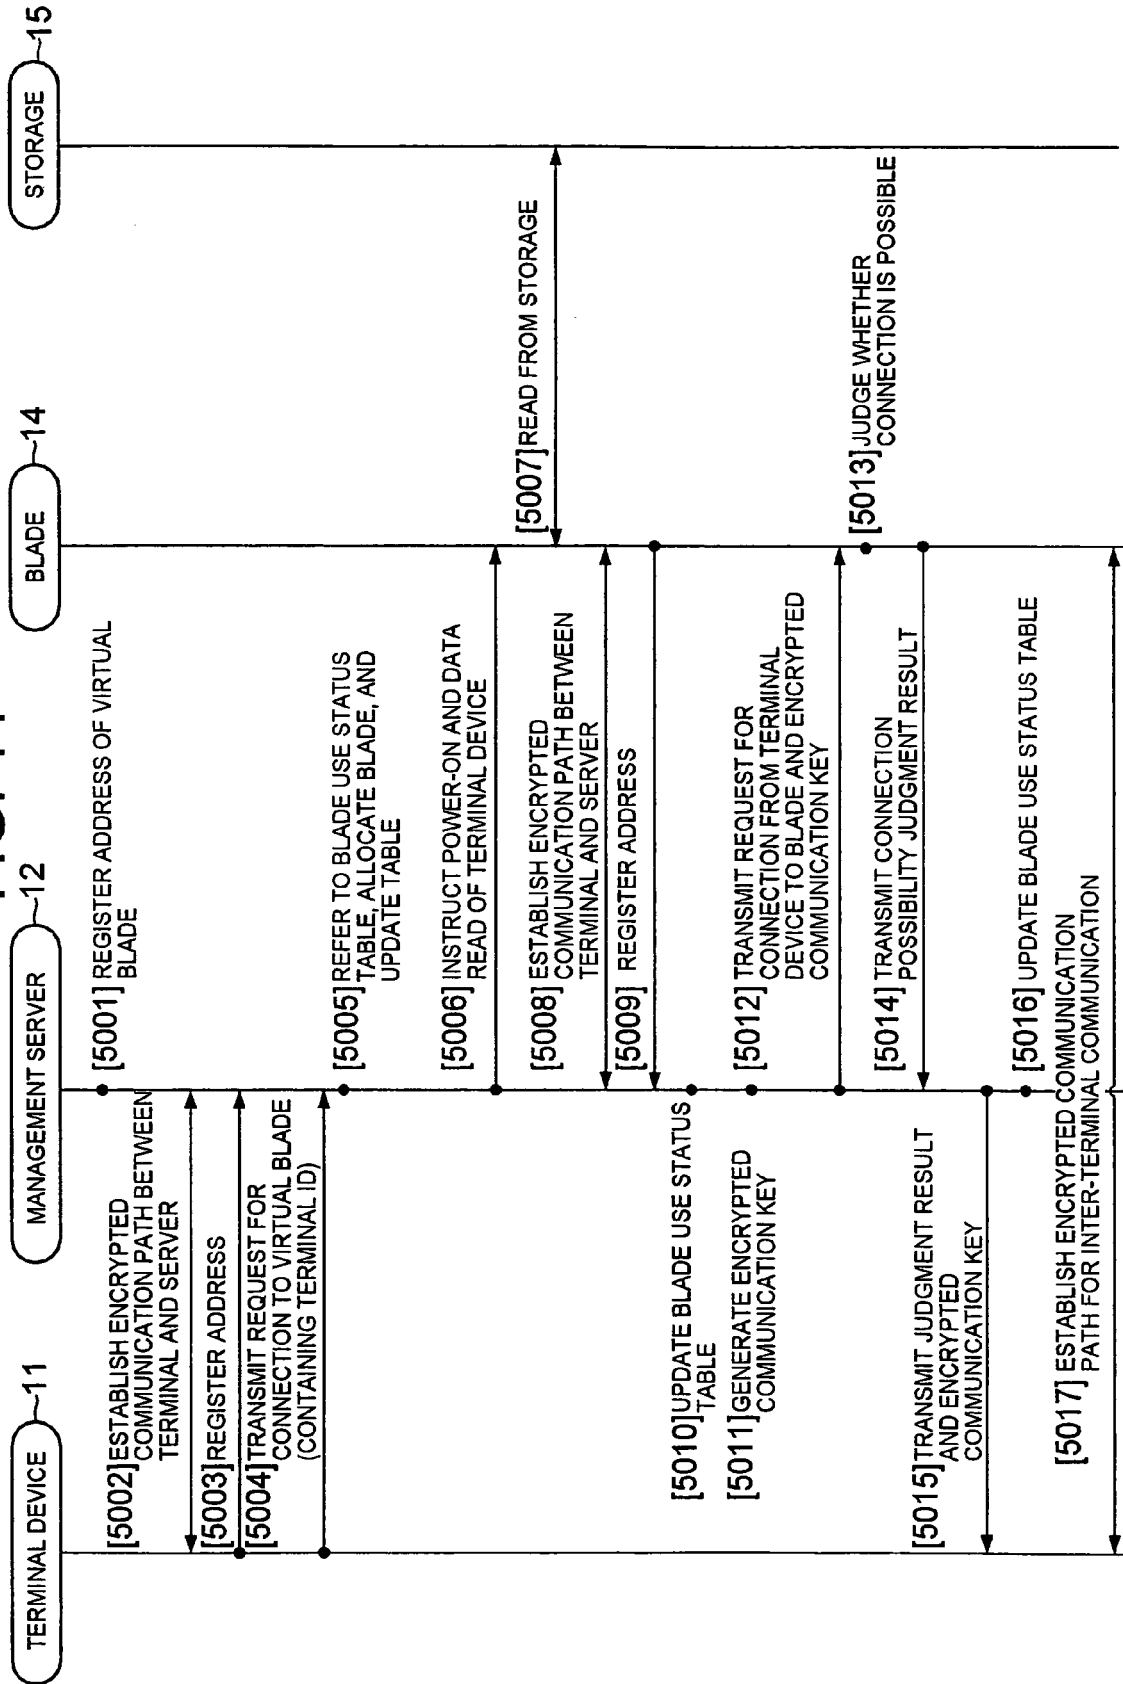 TERMINAL DEVICE
11
MANAGEMENT SERVER
12
BLADE
14
STORAGE
15
[5001] REGISTER ADDRESS OF VIRTUAL
BLADE
[5002] ESTABLISH ENCRYPTED
COMMUNICATION PATH BETWEEN
TERMINAL AND SERVER
[5003] REGISTER ADDRESS
[5004] TRANSMIT REQUEST FOR
CONNECTION TO VIRTUAL BLADE
(CONTAINING TERMINAL ID)
[5005] REFER TO BLADE USE STATUS
TABLE, ALLOCATE BLADE, AND
UPDATE TABLE
[5006] INSTRUCT POWER-ON AND DATA
READ OF TERMINAL DEVICE
[5007] READ FROM STORAGE
[5008] ESTABLISH ENCRYPTED
COMMUNICATION PATH BETWEEN
TERMINAL AND SERVER
[5009] REGISTER ADDRESS
[5010] UPDATE BLADE USE STATUS
TABLE
[5011] GENERATE ENCRYPTED
COMMUNICATION KEY
[5012] TRANSMIT REQUEST FOR
CONNECTION FROM TERMINAL
DEVICE TO BLADE AND ENCRYPTED
COMMUNICATION KEY
[5013] JUDGE WHETHER
CONNECTION IS POSSIBLE
[5014] TRANSMIT CONNECTION
POSSIBILITY JUDGMENT RESULT
[5015] TRANSMIT JUDGMENT RESULT
AND ENCRYPTED
COMMUNICATION KEY
[5016] UPDATE BLADE USE STATUS TABLE
[5017] ESTABLISH ENCRYPTED COMMUNICATION
PATH FOR INTER-TERMINAL COMMUNICATION